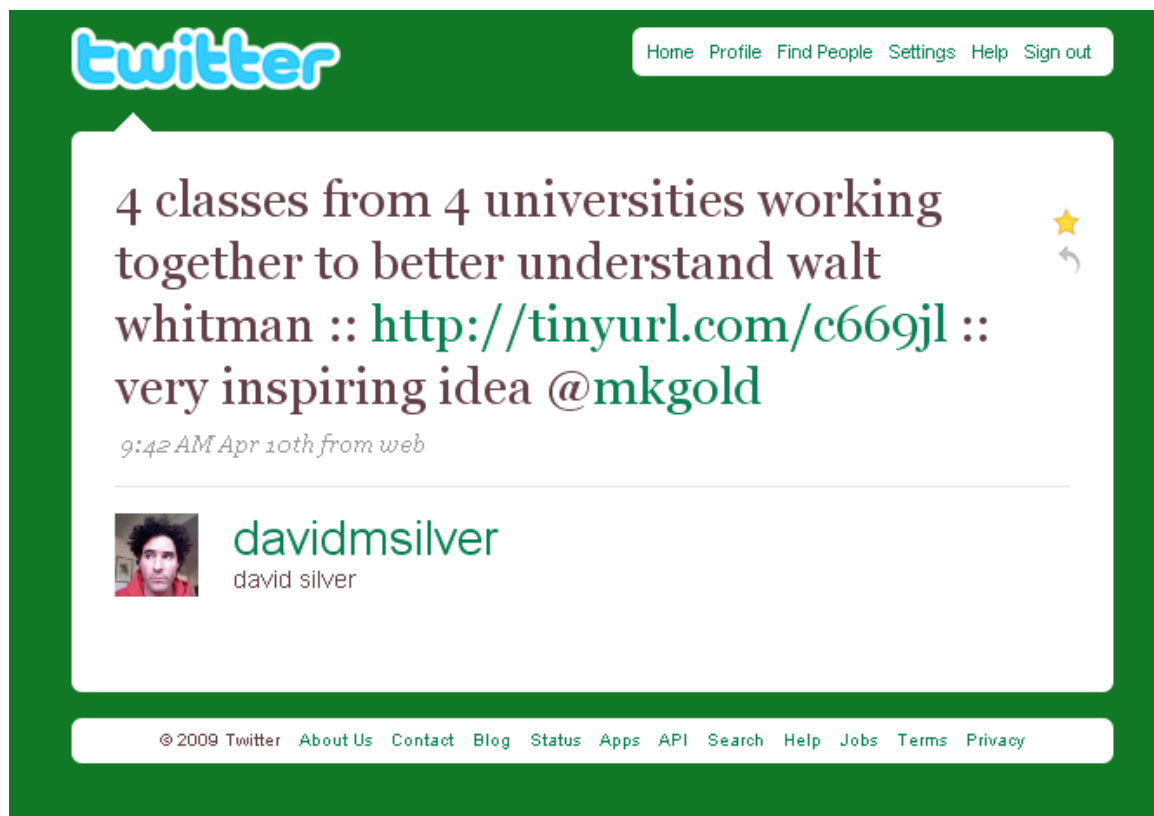 twitter
Home Profile Find People Settings Help Sign out
4 classes from 4 universities working
together to better understand walt
whitman :: http://tinyurl.com/c669jl ::
very inspiring idea @mkgold
9:42 AM Apr 10th from web
davidmsilver
david silver
© 2009 Twitter About Us Contact Blog Status Apps API Search Help Jobs Terms Privacy